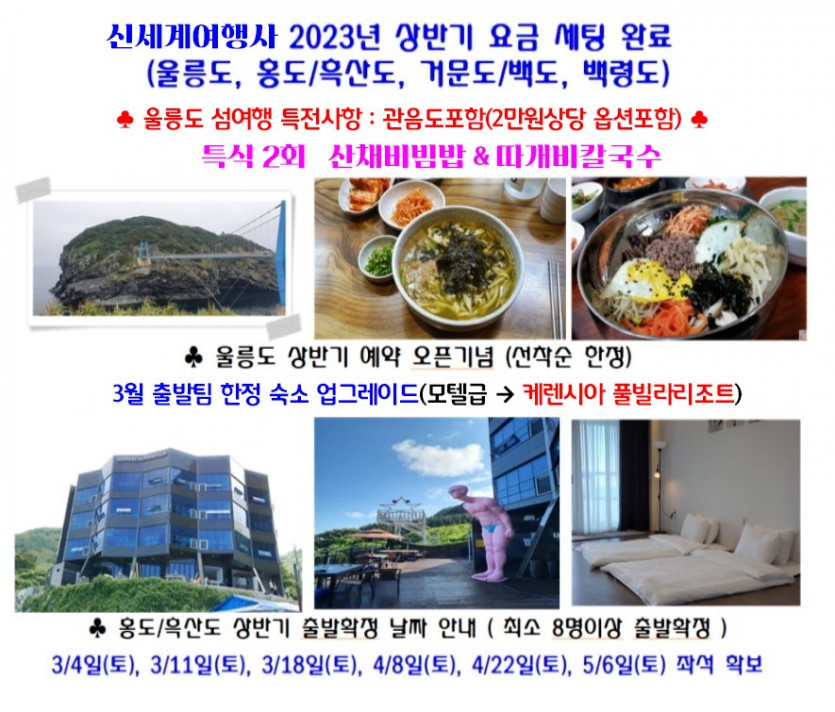 신세계여행사 2023년 상반기 요금 세팅 완료
(울릉도, 홍도/흑산도, 거문도/백도, 백령도)
♣ 울릉도 섬여행 특전사항 : 관음도포함(2만원상당 옵션포함) ♣
특식 2회 산채비빔밥 & 따개비칼국수
♣ 울릉도 상반기 예약 오픈기념 (선착순 한정)
3월 출발팀 한정 숙소 업그레이드(모텔급 → 케렌시아 풀빌라리조트)
♣ 홍도/흑산도 상반기 출발확정 날짜 안내 ( 최소 8명이상 출발확정 )
3/4일(토), 3/11일(토), 3/18일(토), 4/8일(토), 4/22일(토), 5/6일(토) 좌석 확보